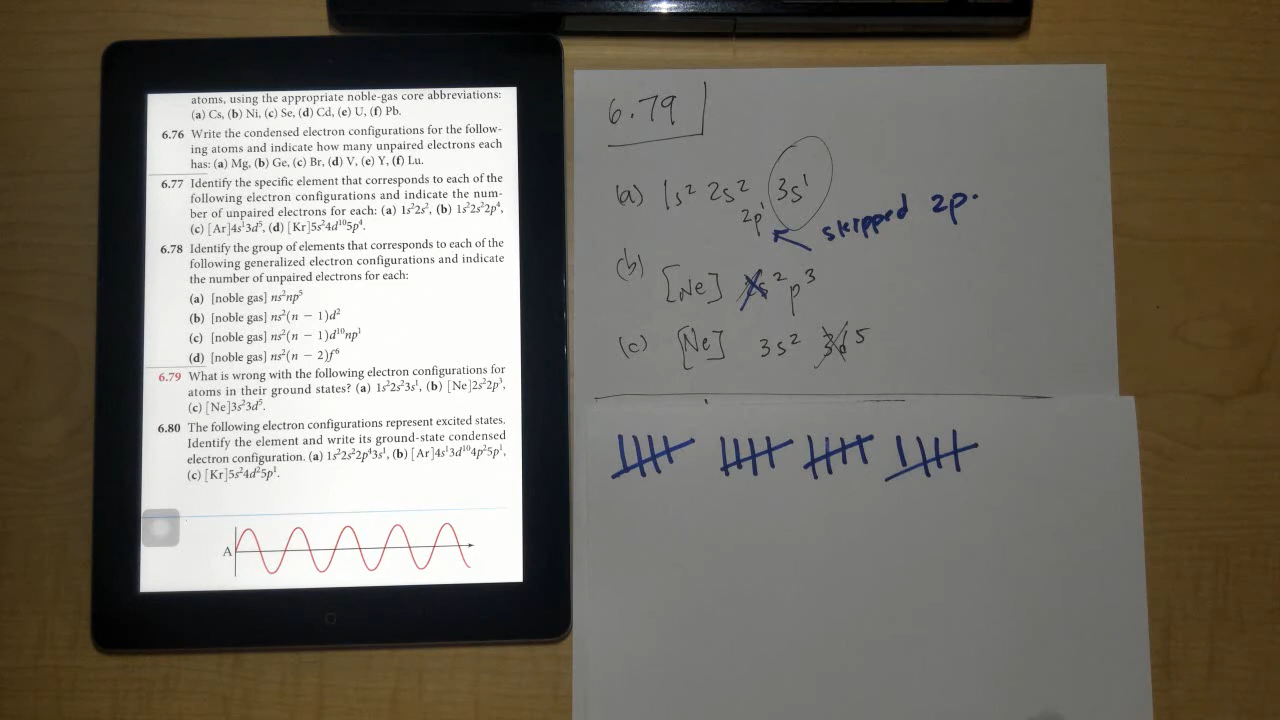 atoms, using the appropriate noble-gas core abbreviations:
(a) Cs, (b) Ni, (c) Se, (d) Cd, (e) U, (f) Pb.
6.76 Write the condensed electron configurations for the follow-
ing atoms and indicate how many unpaired electrons each
has: (a) Mg, (b) Ge, (c) Br, (d) V, (e) Y, (f) Lu.
6.77 Identify the specific element that corresponds to each of the
following electron configurations and indicate the num-
ber of unpaired electrons for each: (a) 1s²2s², (b) 1s²2s²2p⁴,
(c) [Ar]4s¹3d⁵, (d) [Kr]5s²4d¹⁰5p⁴.
6.78 Identify the group of elements that corresponds to each of the
following generalized electron configurations and indicate
the number of unpaired electrons for each:
(a) [noble gas] ns²np⁵
(b) [noble gas] ns²(n − 1)d²
(c) [noble gas] ns²(n − 1)d¹⁰np¹
(d) [noble gas] ns²(n − 2)f⁶
6.79 What is wrong with the following electron configurations for
atoms in their ground states? (a) 1s²2s²3s¹, (b) [Ne]2s²2p³,
(c) [Ne]3s²3d⁵.
6.80 The following electron configurations represent excited states.
Identify the element and write its ground-state condensed
electron configuration. (a) 1s²2s²2p⁴3s¹, (b) [Ar]4s¹3d¹⁰4p²5p¹,
(c) [Kr]5s²4d²5p¹.
A
6.79
(a) 1s² 2s² 3s¹
2p¹ skipped 2p.
(b) [Ne] ² p³
(c) [Ne] 3s² 3d⁵